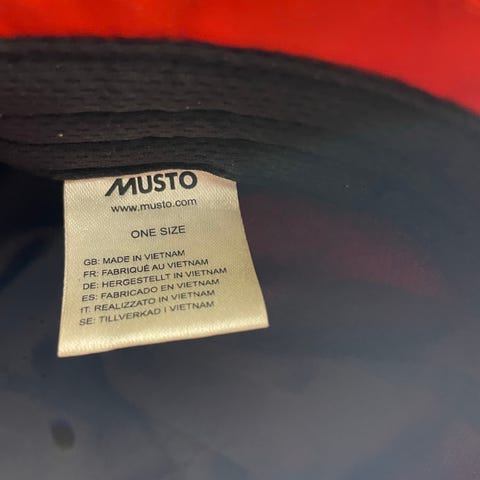 MUSTO
www.musto.com
ONE SIZE
GB: MADE IN VIETNAM
FR: FABRIQUÉ AU VIETNAM
DE: HERGESTELLT IN VIETNAM
ES: FABRICADO EN VIETNAM
IT: REALIZZATO IN VIETNAM
SE: TILLVERKAD I VIETNAM